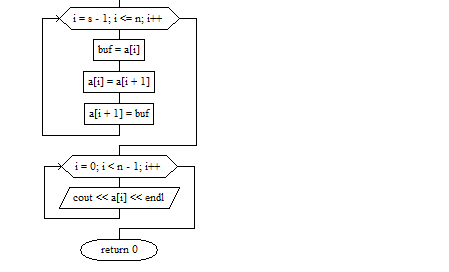 i = s - 1; i <= n; i++
buf = a[i]
a[i] = a[i + 1]
a[i + 1] = buf
i = 0; i < n - 1; i++
cout << a[i] << endl
return 0